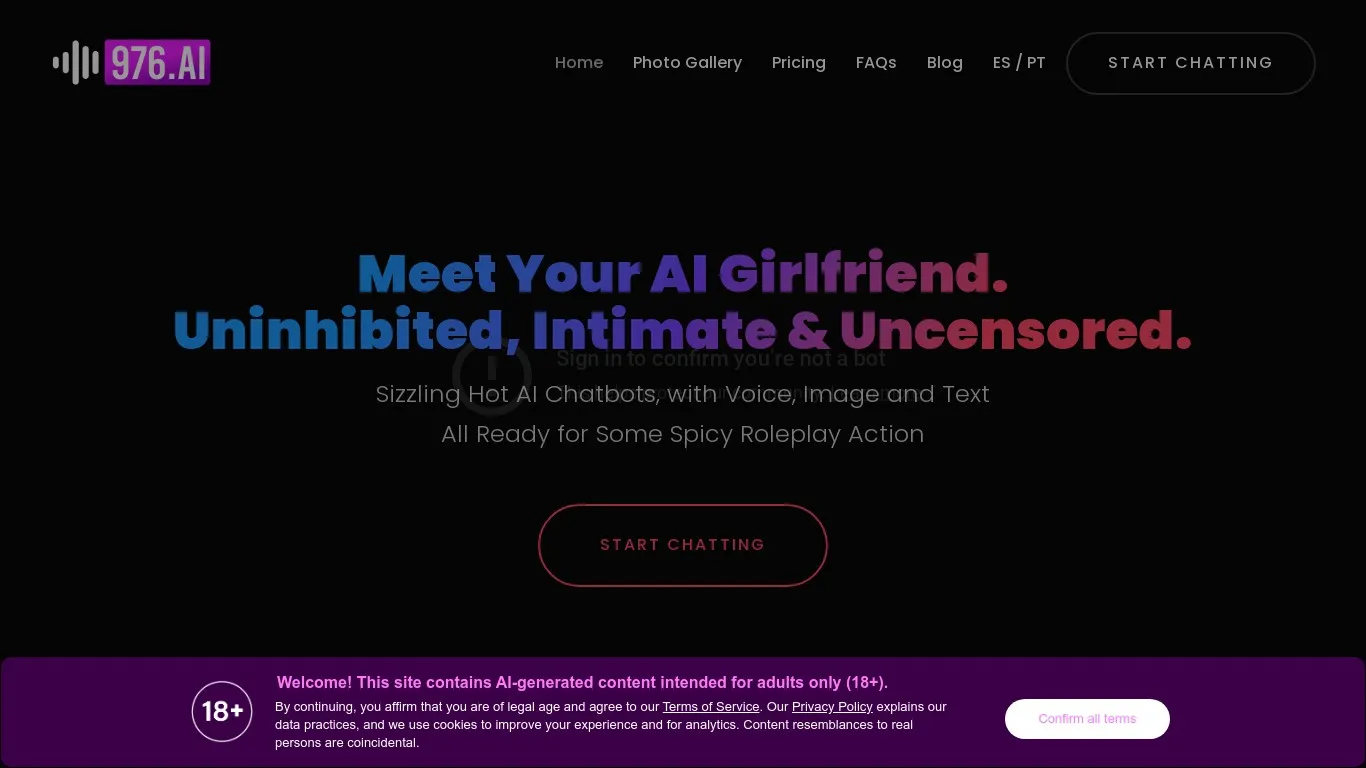 976.AI
Home
Photo Gallery
Pricing
FAQs
Blog
ES / PT
START CHATTING
Meet Your AI Girlfriend.
Uninhibited, Intimate & Uncensored.
Sign in to confirm you're not a bot
Sizzling Hot AI Chatbots, with Voice, Image and Text
All Ready for Some Spicy Roleplay Action
START CHATTING
18+
Welcome! This site contains AI-generated content intended for adults only (18+).
By continuing, you affirm that you are of legal age and agree to our Terms of Service. Our Privacy Policy explains our
data practices, and we use cookies to improve your experience and for analytics. Content resemblances to real
persons are coincidental.
Confirm all terms